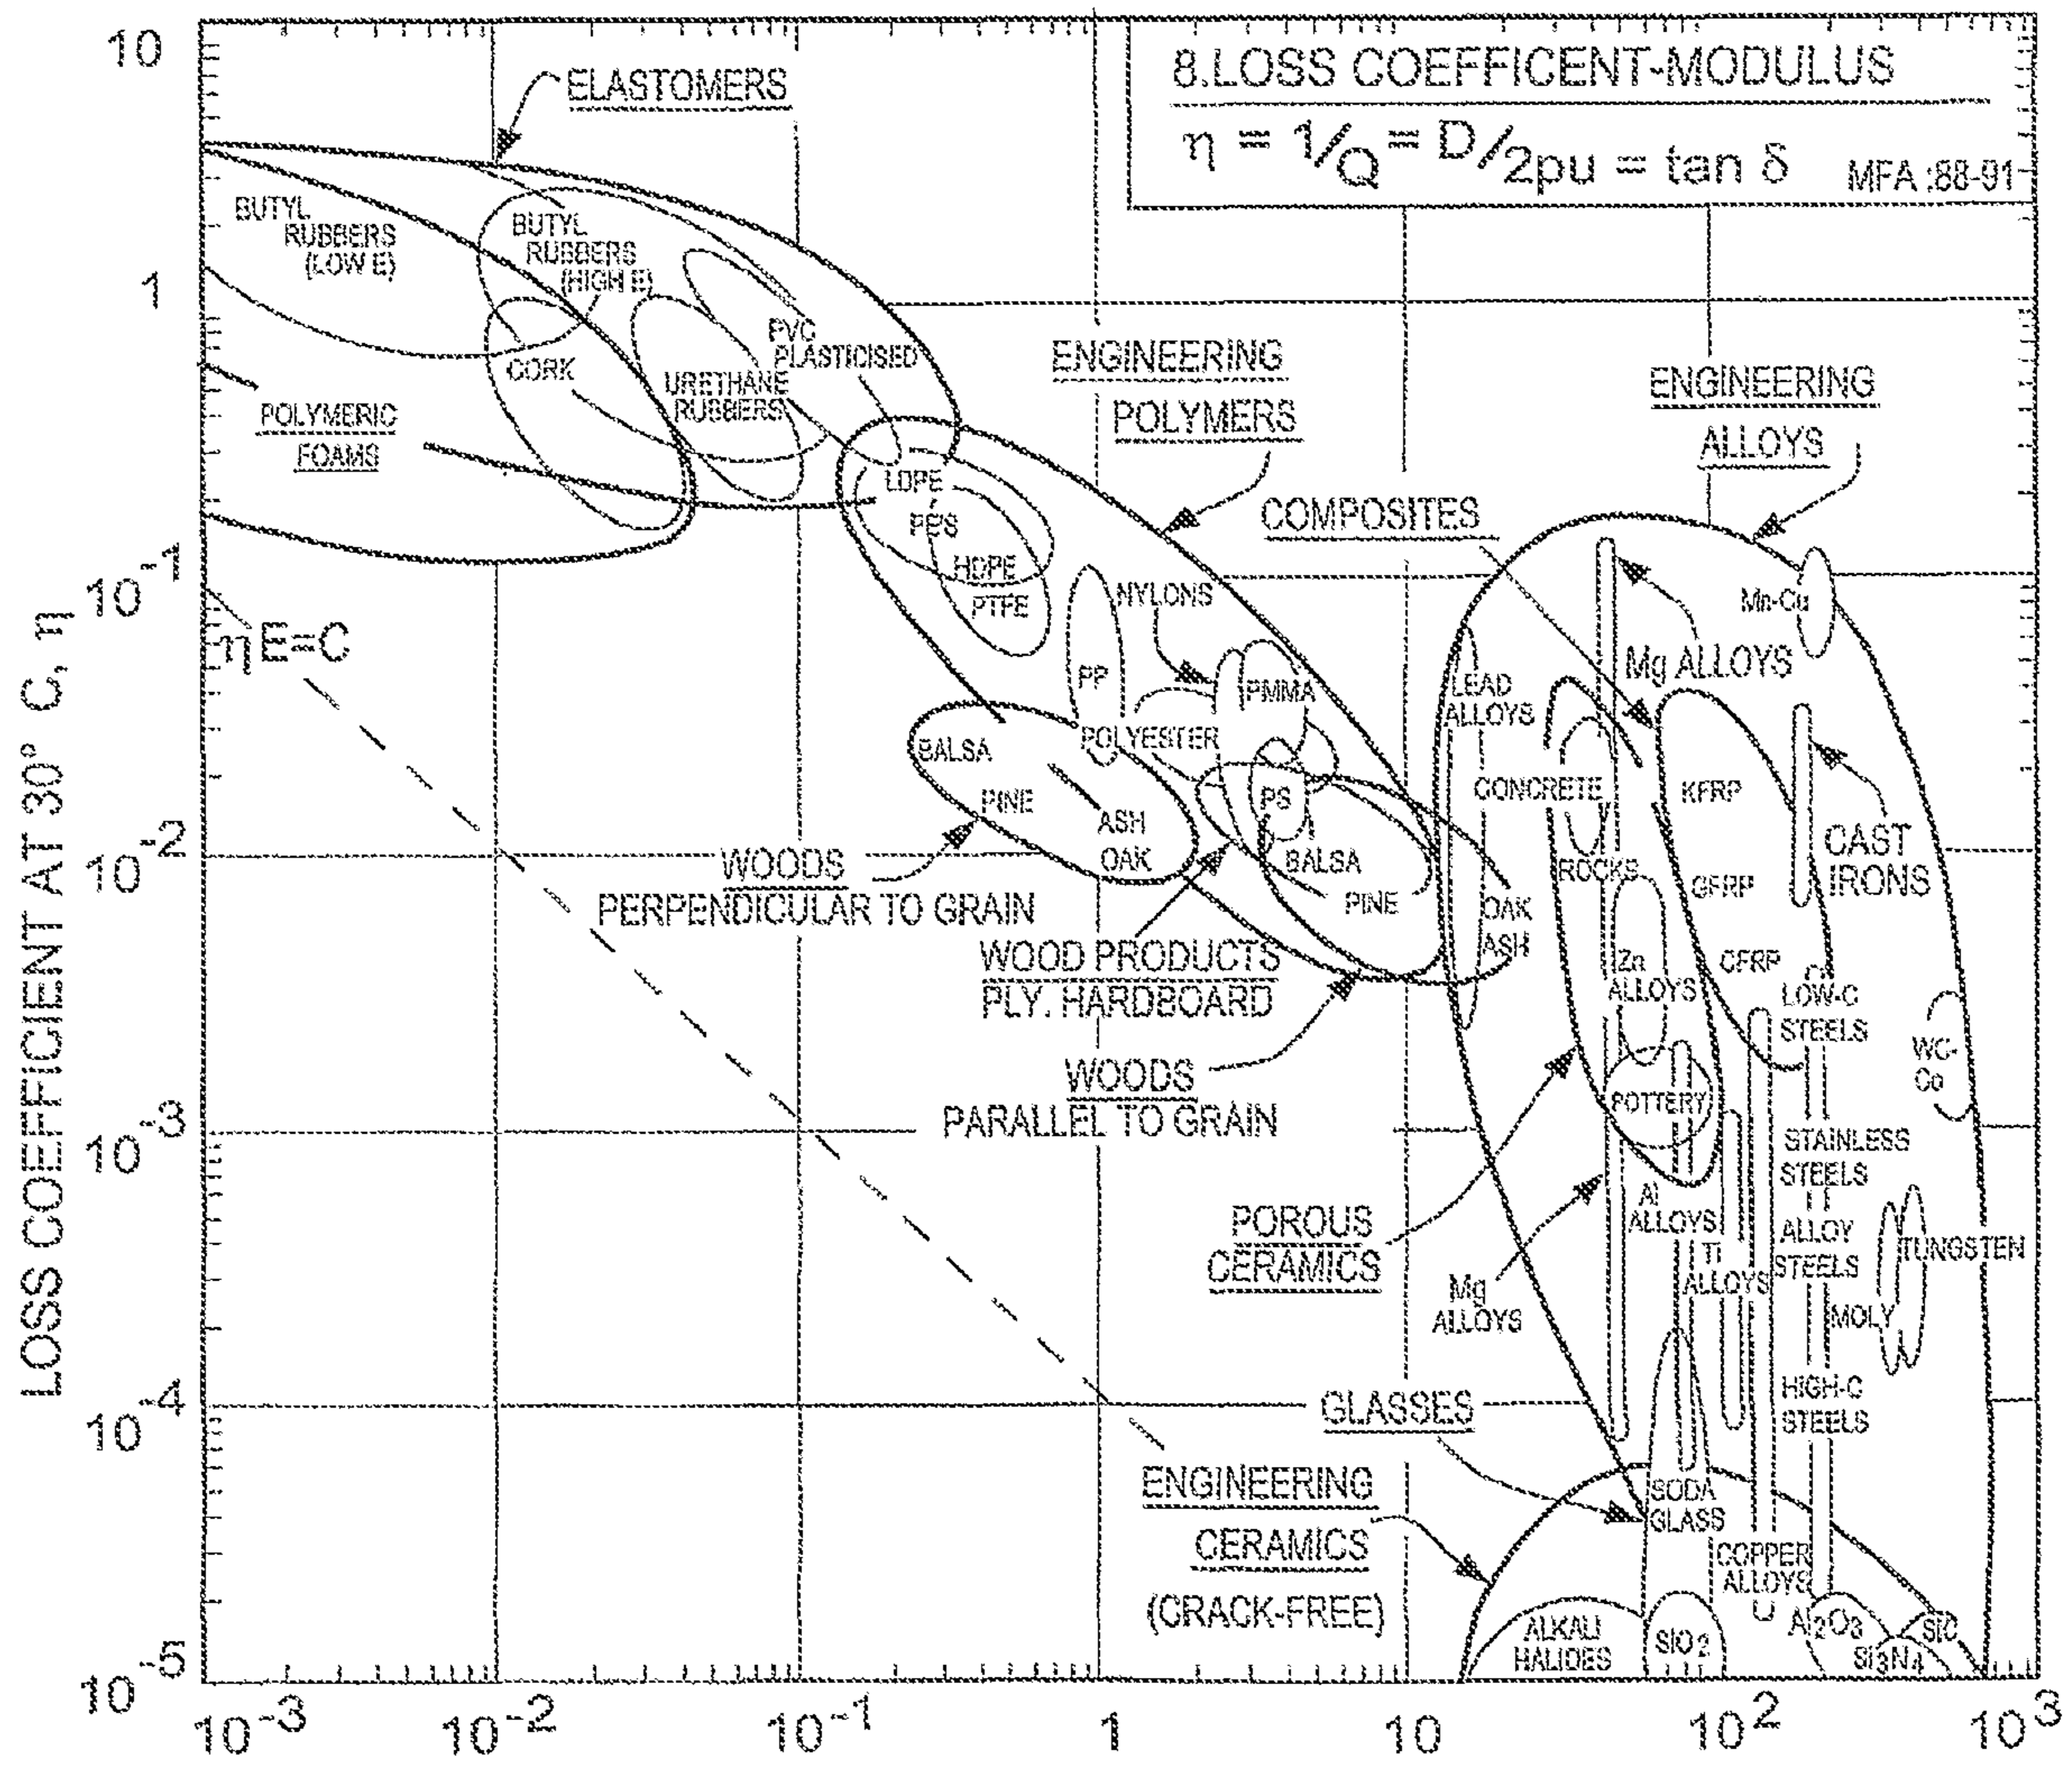 8.LOSS COEFFICENT-MODULUS
η = 1/Q = D/2pu = tan δ
MFA :88-91
LOSS COEFFICIENT AT 30° C, η
10
1
10-1
10-2
10-3
10-4
10-5
ELASTOMERS
BUTYL
RUBBERS
(LOW E)
BUTYL
RUBBERS
(HIGH E)
CORK
PVC
PLASTICISED
URETHANE
RUBBERS
POLYMERIC
FOAMS
ηE=C
ENGINEERING
POLYMERS
ENGINEERING
ALLOYS
COMPOSITES
LDPE
HDPE
PTFE
PP
NYLONS
PMMA
POLYESTER
PS
Mn-Cu
Mg ALLOYS
LEAD
ALLOYS
BALSA
PINE
ASH
OAK
WOODS
PERPENDICULAR TO GRAIN
WOOD PRODUCTS
PLY. HARDBOARD
BALSA
PINE
OAK
ASH
WOODS
PARALLEL TO GRAIN
CONCRETE
ROCKS
KFRP
GFRP
CFRP
CAST
IRONS
Zn
ALLOYS
LOW-C
STEELS
WC-
Co
POTTERY
STAINLESS
STEELS
POROUS
CERAMICS
Mg
ALLOYS
Al
ALLOYS
Ti
ALLOYS
ALLOY
STEELS
TUNGSTEN
MOLY
HIGH-C
STEELS
GLASSES
SODA
GLASS
ENGINEERING
CERAMICS
(CRACK-FREE)
COPPER
ALLOYS
ALKALI
HALIDES
SiO2
Al2O3
SiC
Si3N4
10-3
10-2
10-1
1
10
102
103